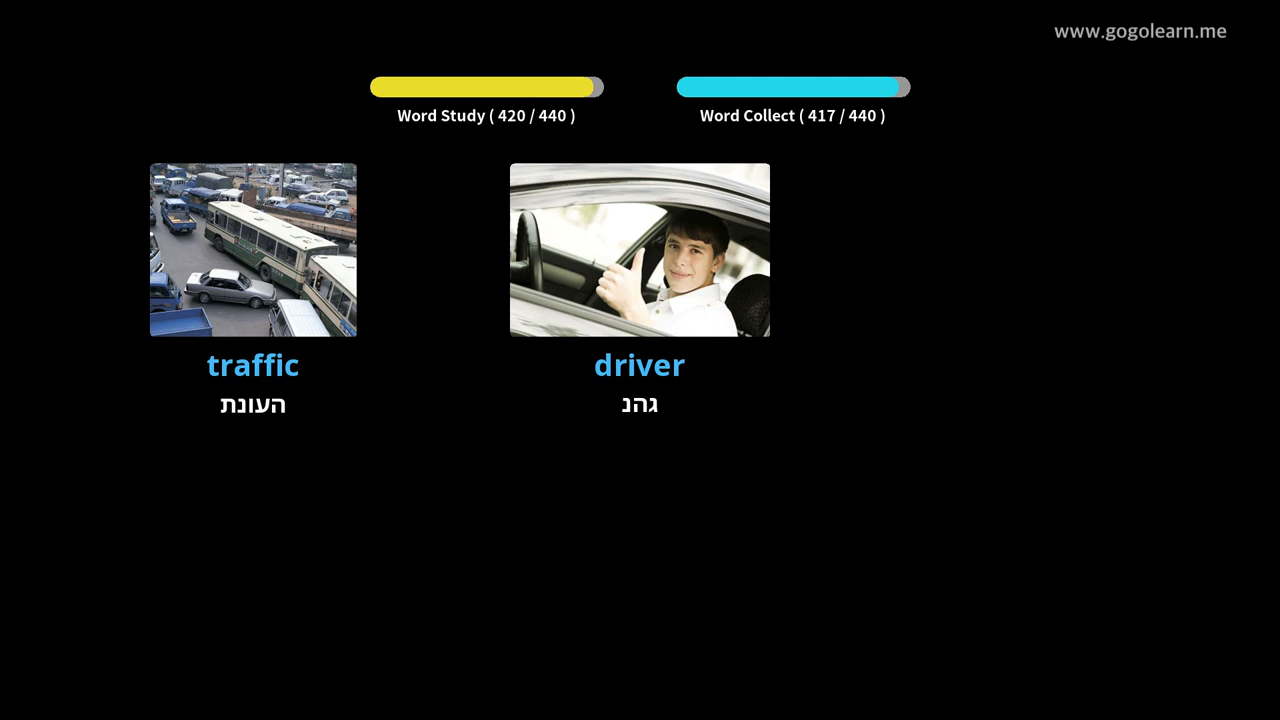 www.gogolearn.me
Word Study ( 420 / 440 )
Word Collect ( 417 / 440 )
traffic
העונת
driver
גהנ